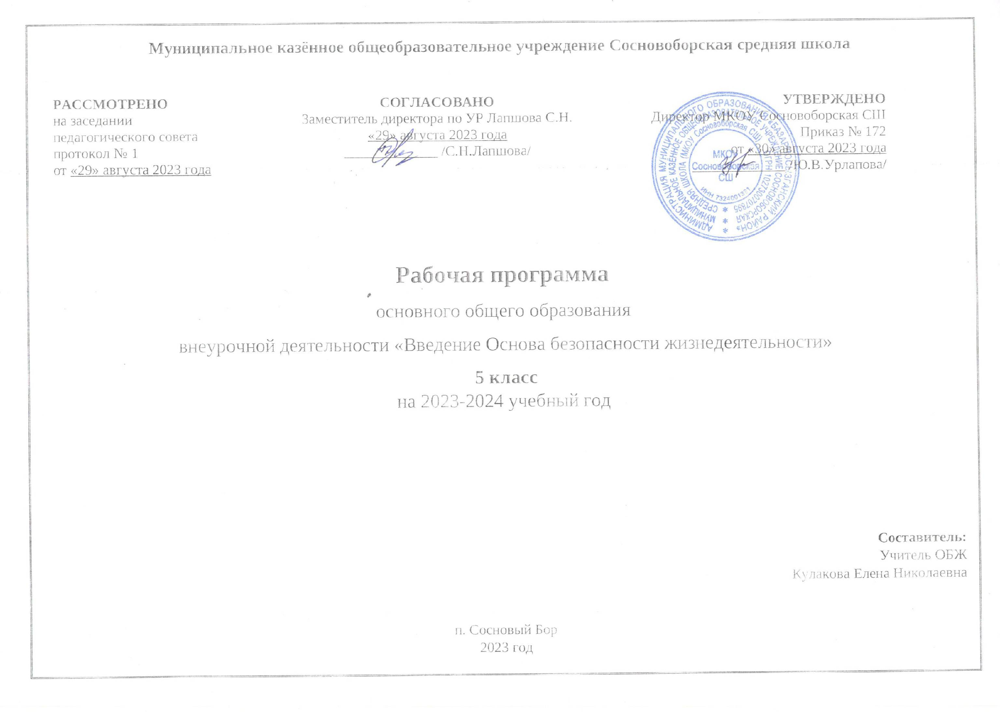 Муниципальное казённое общеобразовательное учреждение Сосновоборская средняя школа
РАССМОТРЕНО
на заседании
педагогического совета
протокол № 1
от «29» августа 2023 года
СОГЛАСОВАНО
Заместитель директора по УР Лапшова С.Н.
«29» августа 2023 года
/С.Н.Лапшова/
УТВЕРЖДЕНО
Директор МКОУ Сосновоборская СШ
Приказ № 172
от «30» августа 2023 года
/Ю.В.Урлапова/
АДМИНИСТРАЦИЯ МУНИЦИПАЛЬНОГО ОБРАЗОВАНИЯ «БАЗАРНОСЫЗГАНСКИЙ РАЙОН»
МУНИЦИПАЛЬНОЕ КАЗЁННОЕ ОБЩЕОБРАЗОВАТЕЛЬНОЕ УЧРЕЖДЕНИЕ СОСНОВОБОРСКАЯ
СРЕДНЯЯ ШКОЛА (МКОУ Сосновоборская СШ) ОГРН 1027300707895
МКОУ
Сосновоборская
СШ
ИНН
Рабочая программа
основного общего образования
внеурочной деятельности «Введение Основа безопасности жизнедеятельности»
5 класс
на 2023-2024 учебный год
Составитель:
Учитель ОБЖ
Кулакова Елена Николаевна
п. Сосновый Бор
2023 год